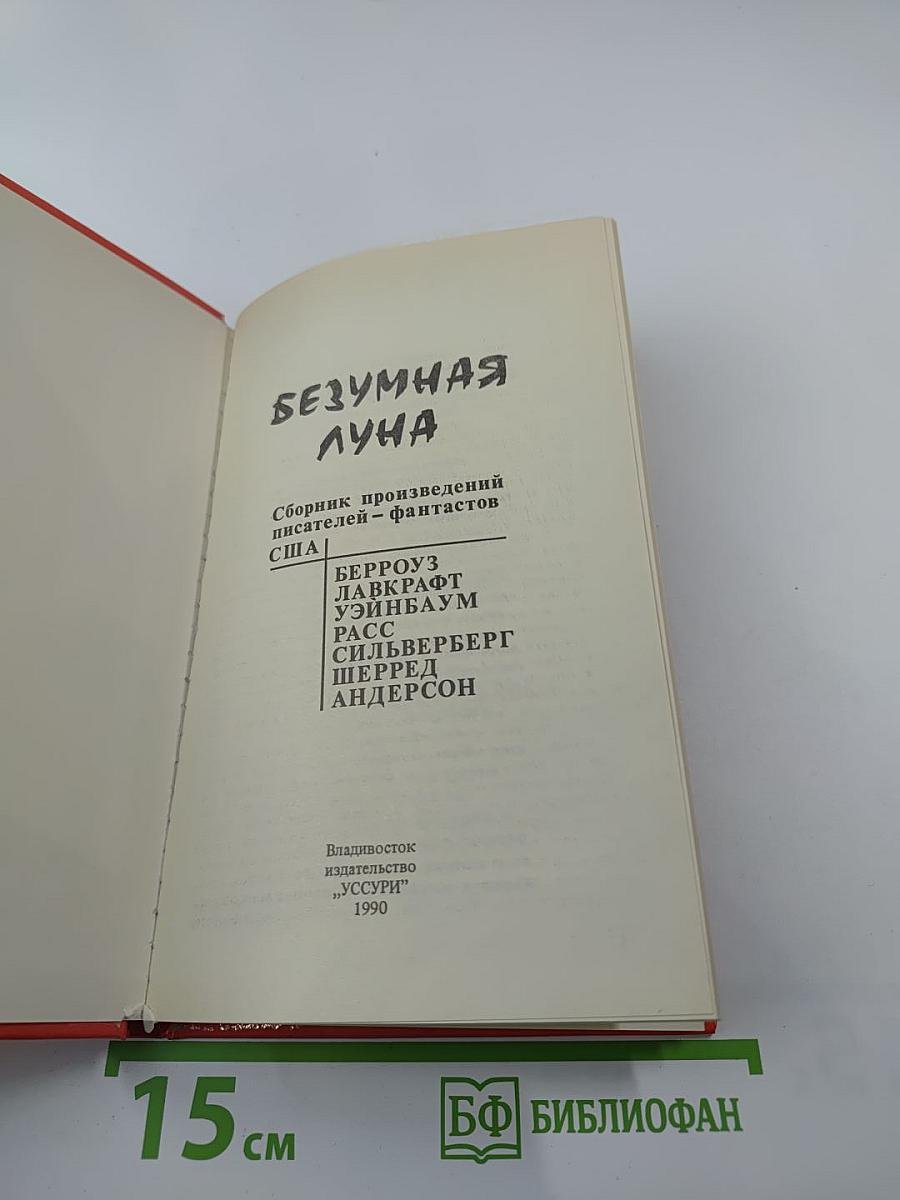 БЕЗУМНАЯ
ЛУНА
Сборник произведений
писателей – фантастов
США
БЕРРОУЗ
ЛАВКРАФТ
УЭЙНБАУМ
РАСС
СИЛЬВЕРБЕРГ
ШЕРРЕД
АНДЕРСОН
Владивосток
издательство
„УССУРИ”
1990
15 см
БФ БИБЛИОФАН